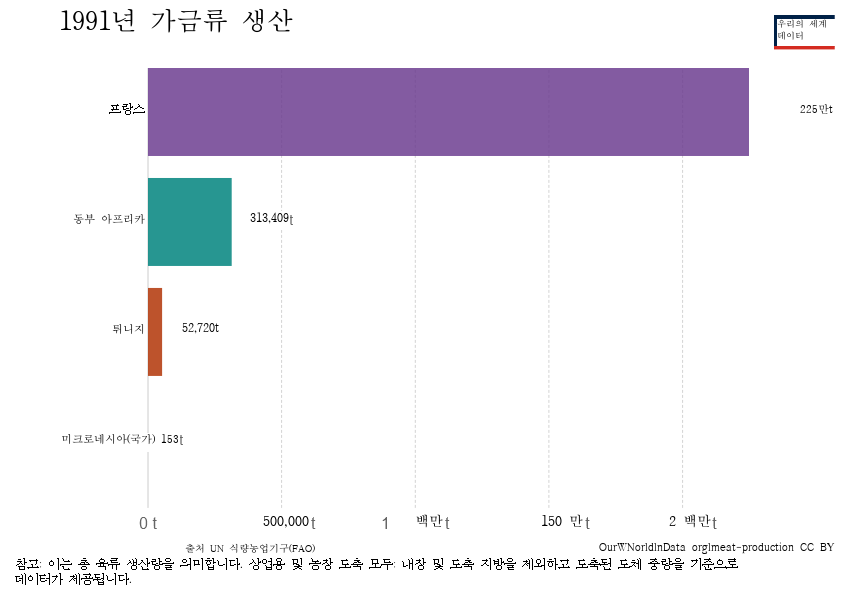 1991년 가금류 생산
우리의 세계
데이터
프랑스
225만t
동부 아프리카
313,409t
튀니지
52,720t
미크로네시아(국가) 153t
0 t 500,000 t 1 백만 t 150 만 t 2 백만 t
출처 UN 식량농업기구(FAO)
OurWNorldInData org|meat-production CC BY
참고: 이는 총 육류 생산량을 의미합니다. 상업용 및 농장 도축 모두: 내장 및 도축 지방을 제외하고 도축된 도체 중량을 기준으로
데이터가 제공됩니다.